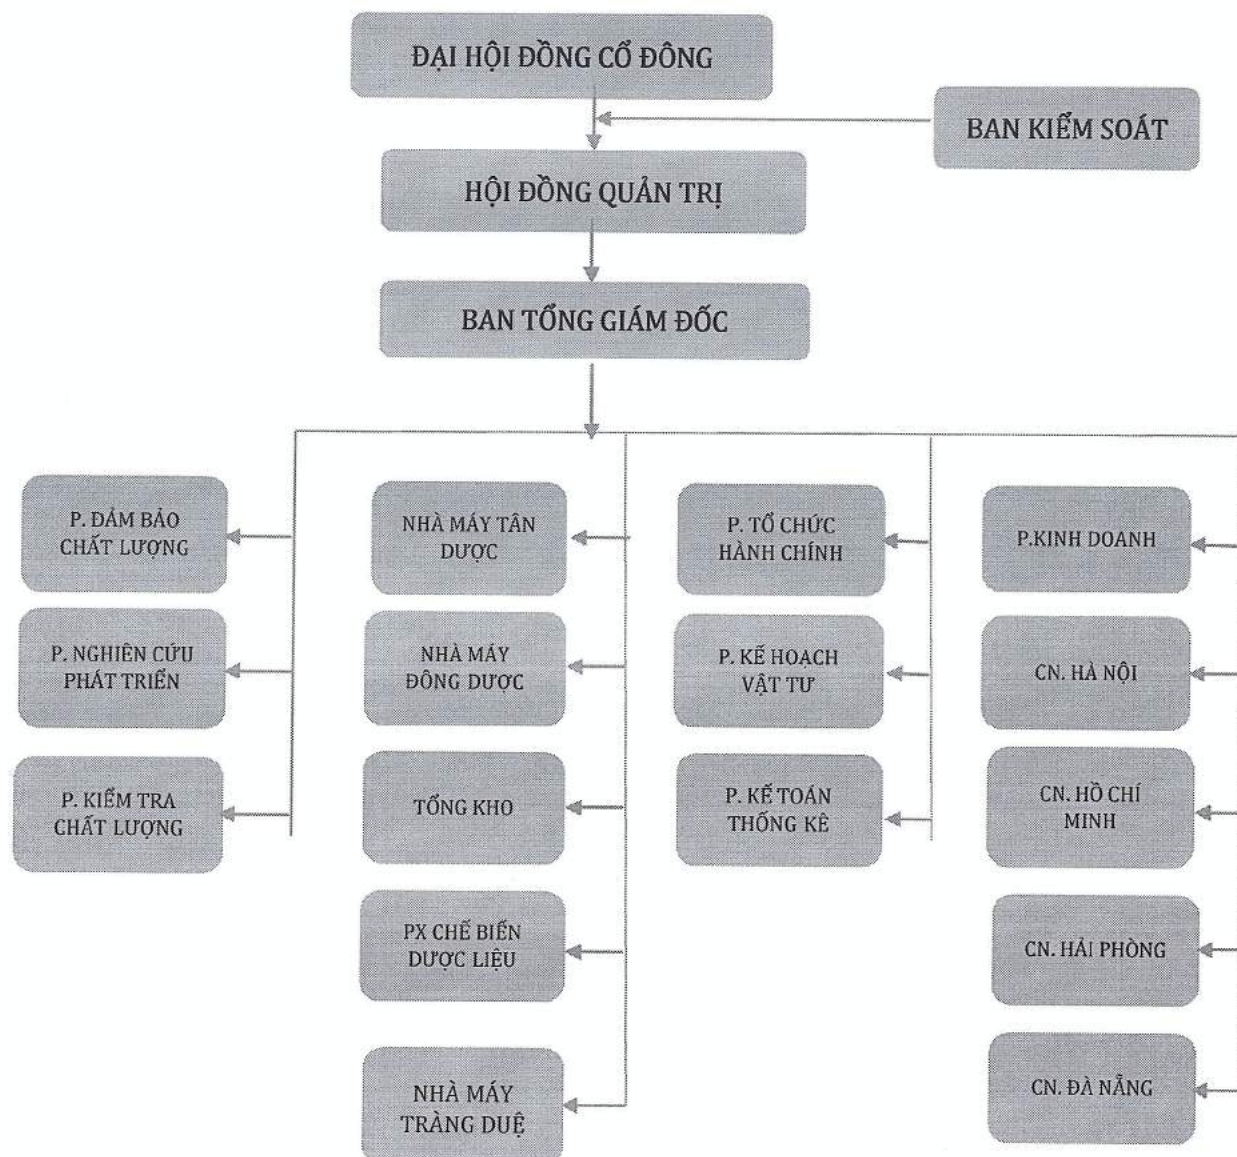 ĐẠI HỘI ĐỒNG CỔ ĐÔNG
BAN KIỂM SOÁT
HỘI ĐỒNG QUẢN TRỊ
BAN TỔNG GIÁM ĐỐC
P. ĐẢM BẢO
CHẤT LƯỢNG
P. NGHIÊN CỨU
PHÁT TRIỂN
P. KIỂM TRA
CHẤT LƯỢNG
NHÀ MÁY TÂN
DƯỢC
NHÀ MÁY
ĐÔNG DƯỢC
TỔNG KHO
PX CHẾ BIẾN
DƯỢC LIỆU
NHÀ MÁY
TRÀNG DUỆ
P. TỔ CHỨC
HÀNH CHÍNH
P. KẾ HOẠCH
VẬT TƯ
P. KẾ TOÁN
THỐNG KÊ
P.KINH DOANH
CN. HÀ NỘI
CN. HỒ CHÍ
MINH
CN. HẢI PHÒNG
CN. ĐÀ NẴNG